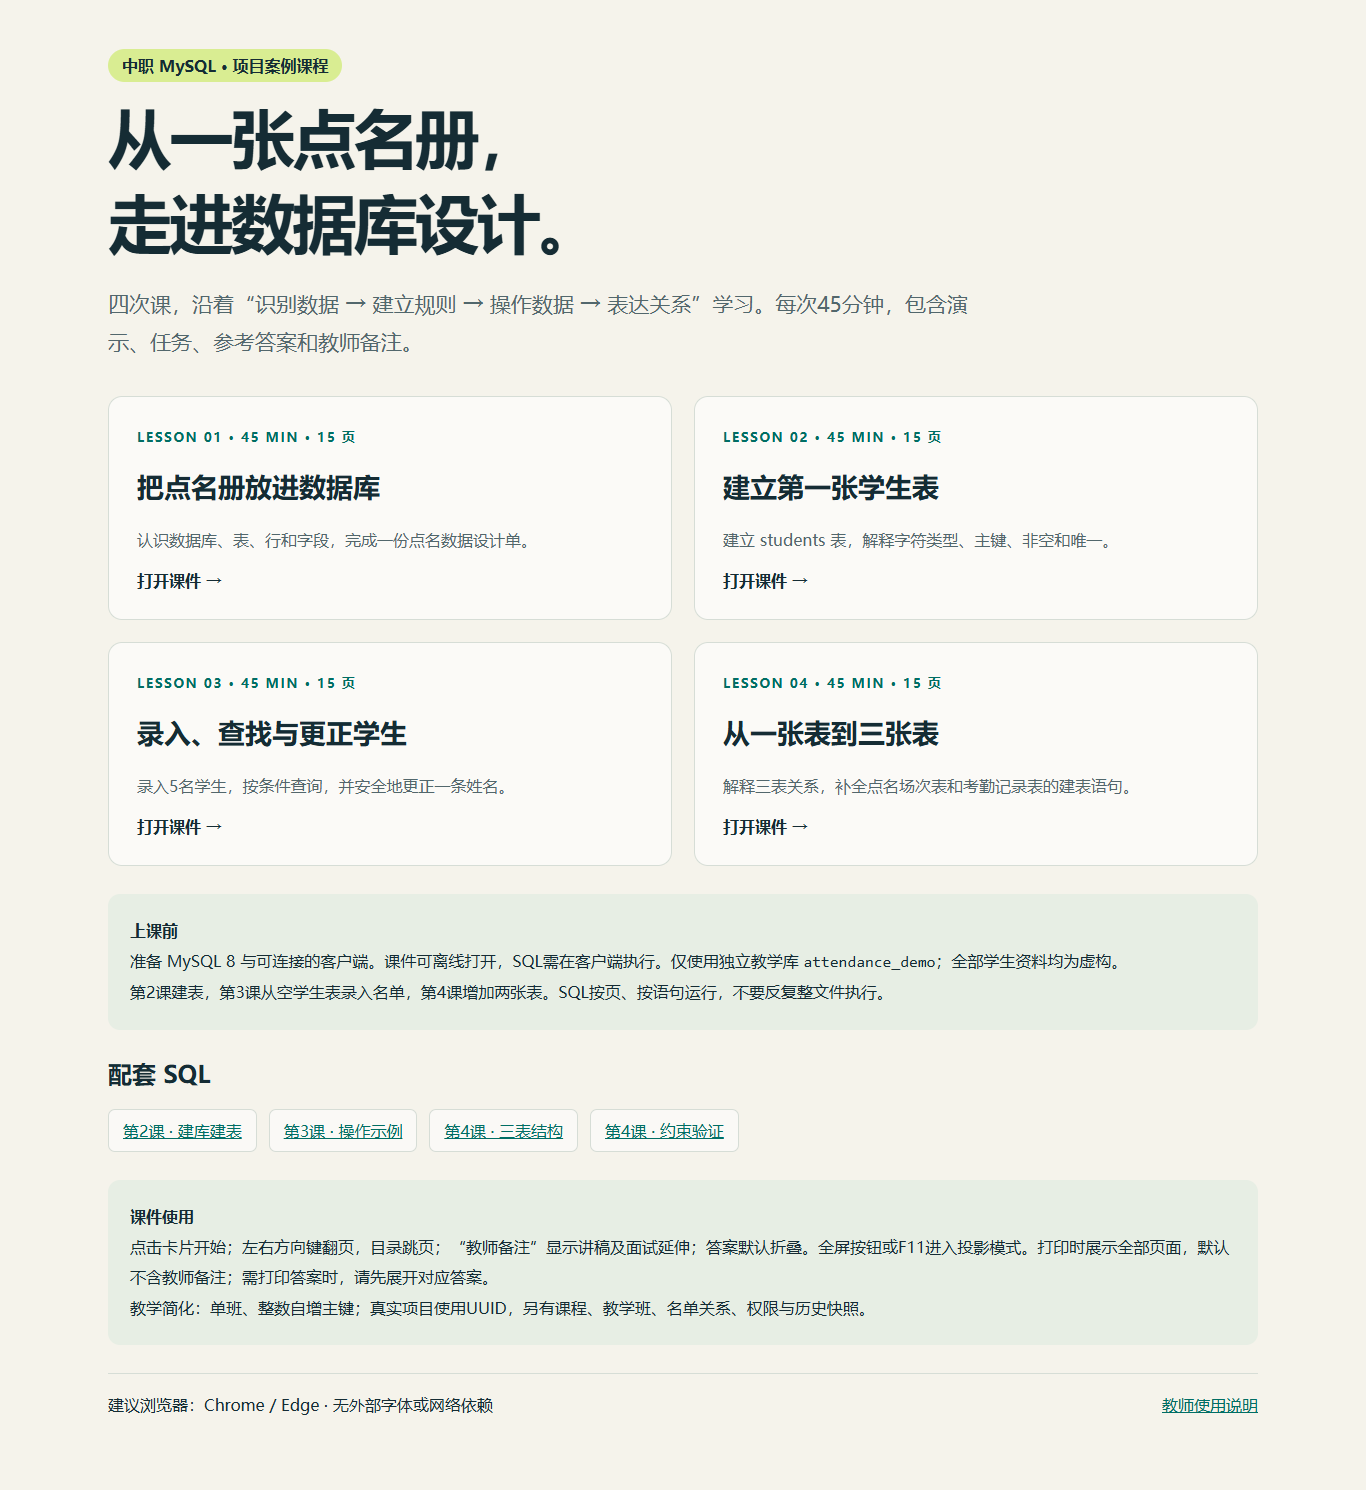 中职 MySQL • 项目案例课程
从一张点名册，
走进数据库设计。
四次课，沿着“识别数据 → 建立规则 → 操作数据 → 表达关系”学习。每次45分钟，包含演
示、任务、参考答案和教师备注。
LESSON 01 • 45 MIN • 15 页
把点名册放进数据库
认识数据库、表、行和字段，完成一份点名数据设计单。
打开课件 →
LESSON 02 • 45 MIN • 15 页
建立第一张学生表
建立 students 表，解释字符类型、主键、非空和唯一。
打开课件 →
LESSON 03 • 45 MIN • 15 页
录入、查找与更正学生
录入5名学生，按条件查询，并安全地更正一条姓名。
打开课件 →
LESSON 04 • 45 MIN • 15 页
从一张表到三张表
解释三表关系，补全点名场次表和考勤记录表的建表语句。
打开课件 →
上课前
准备 MySQL 8 与可连接的客户端。课件可离线打开，SQL需在客户端执行。仅使用独立教学库 attendance_demo；全部学生资料均为虚构。
第2课建表，第3课从空学生表录入名单，第4课增加两张表。SQL按页、按语句运行，不要反复整文件执行。
配套 SQL
第2课 · 建库建表
第3课 · 操作示例
第4课 · 三表结构
第4课 · 约束验证
课件使用
点击卡片开始；左右方向键翻页，目录跳页；“教师备注”显示讲稿及面试延伸；答案默认折叠。全屏按钮或F11进入投影模式。打印时展示全部页面，默认
不含教师备注；需打印答案时，请先展开对应答案。
教学简化：单班、整数自增主键；真实项目使用UUID，另有课程、教学班、名单关系、权限与历史快照。
建议浏览器：Chrome / Edge · 无外部字体或网络依赖
教师使用说明